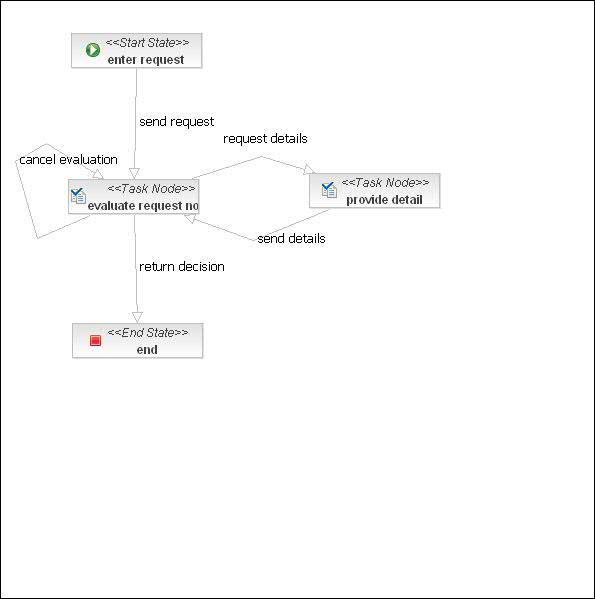 <<Start State>>
enter request
send request
request details
cancel evaluation
<<Task Node>>
evaluate request no
<<Task Node>>
provide detail
send details
return decision
<<End State>>
end